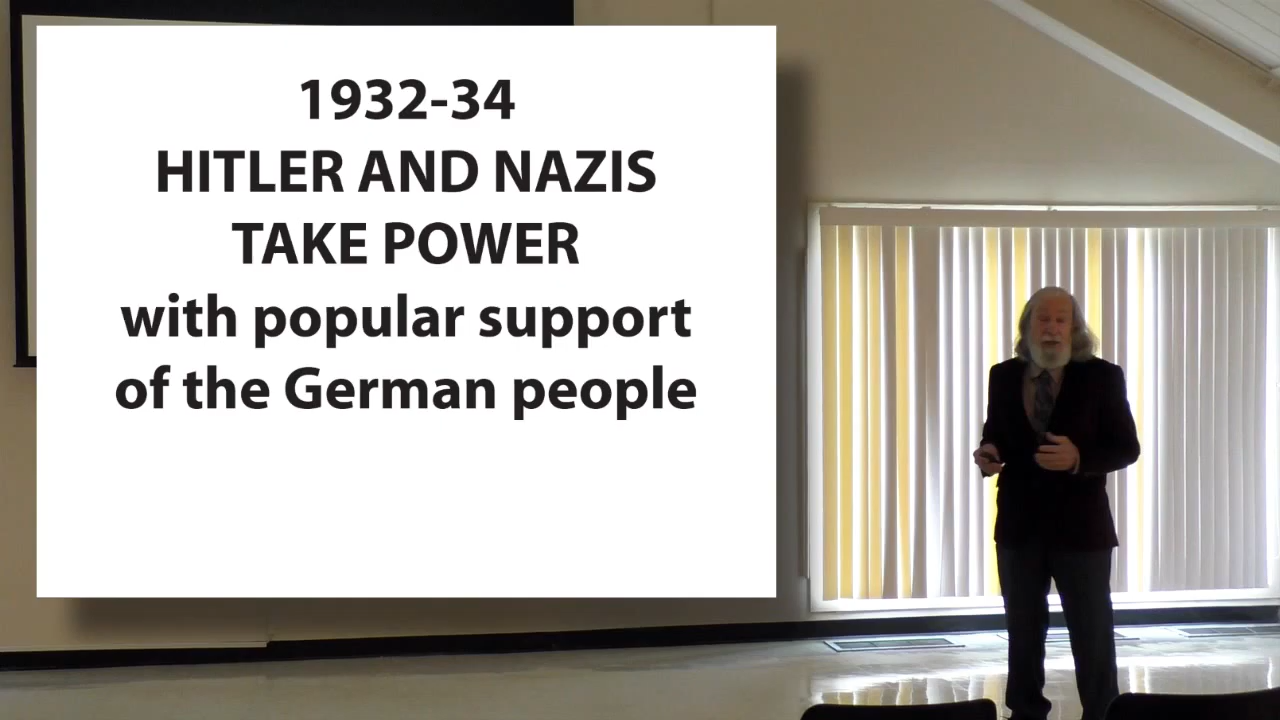 1932-34
HITLER AND NAZIS
TAKE POWER
with popular support
of the German people